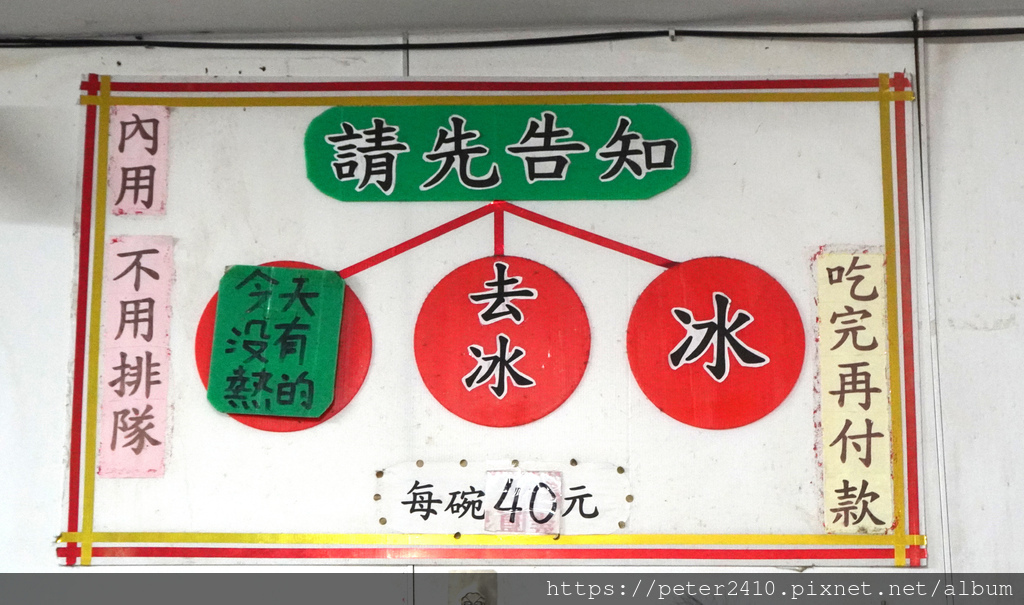 請先告知
內用
不用排隊
今天
沒有
熱的
去
冰
冰
吃完再付款
每碗40元
https://peter2410.pixnet.net/album